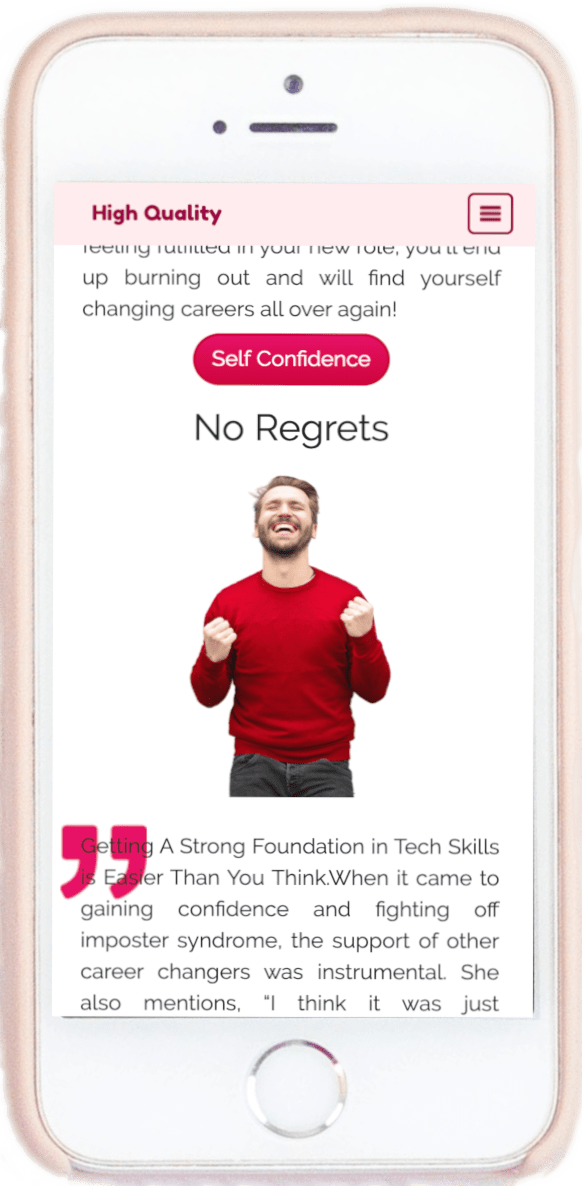 High Quality
feeling fulfilled in your new role, you'll end
up burning out and will find yourself
changing careers all over again!
Self Confidence
No Regrets
Getting A Strong Foundation in Tech Skills
is Easier Than You Think.When it came to
gaining confidence and fighting off
imposter syndrome, the support of other
career changers was instrumental. She
also mentions, “I think it was just